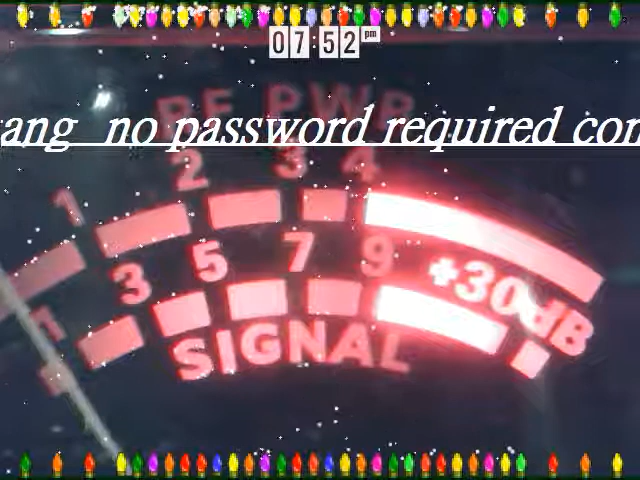 07:52 pm
RF PWR
ang no password required con
1 2 3 4
1 3 5 7 9 +30dB
SIGNAL